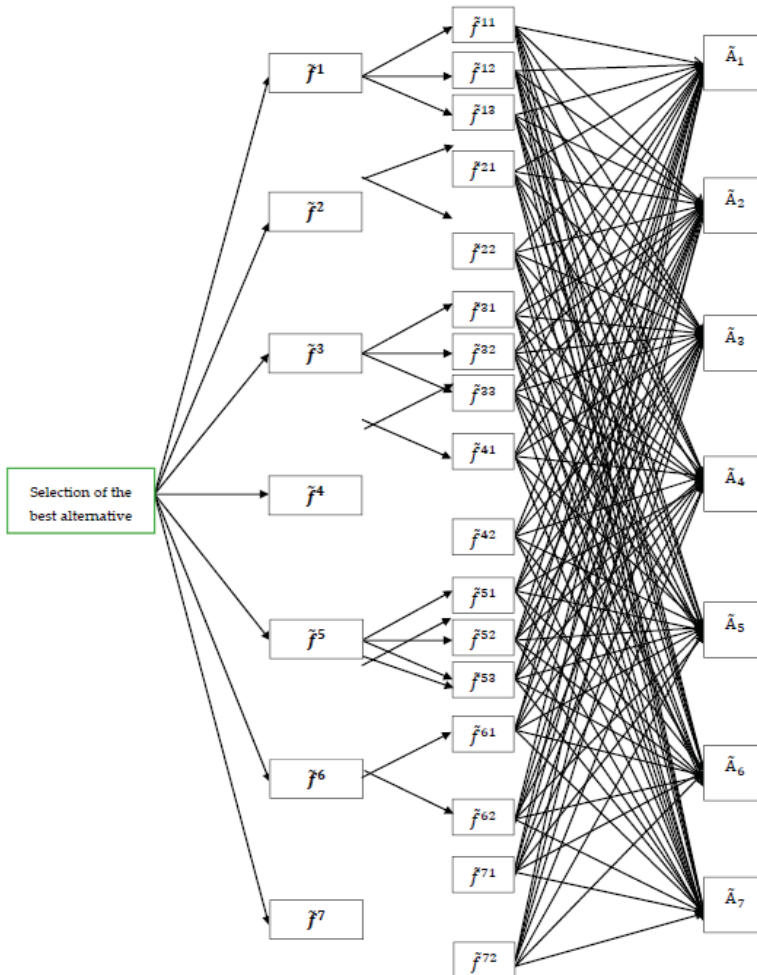 f̃¹
f̃²
f̃³
f̃⁴
f̃⁵
f̃⁶
f̃⁷
Selection of the
best alternative
f̃¹¹
f̃¹²
f̃¹³
f̃²¹
f̃²²
f̃³¹
f̃³²
f̃³³
f̃⁴¹
f̃⁴²
f̃⁵¹
f̃⁵²
f̃⁵³
f̃⁶¹
f̃⁶²
f̃⁷¹
f̃⁷²
Ã₁
Ã₂
Ã₃
Ã₄
Ã₅
Ã₆
Ã₇